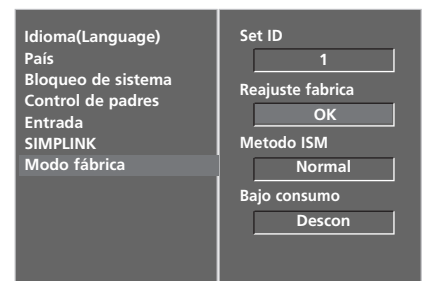 Idioma(Language)
País
Bloqueo de sistema
Control de padres
Entrada
SIMPLINK
Modo fábrica
Set ID
1
Reajuste fabrica
OK
Metodo ISM
Normal
Bajo consumo
Descon